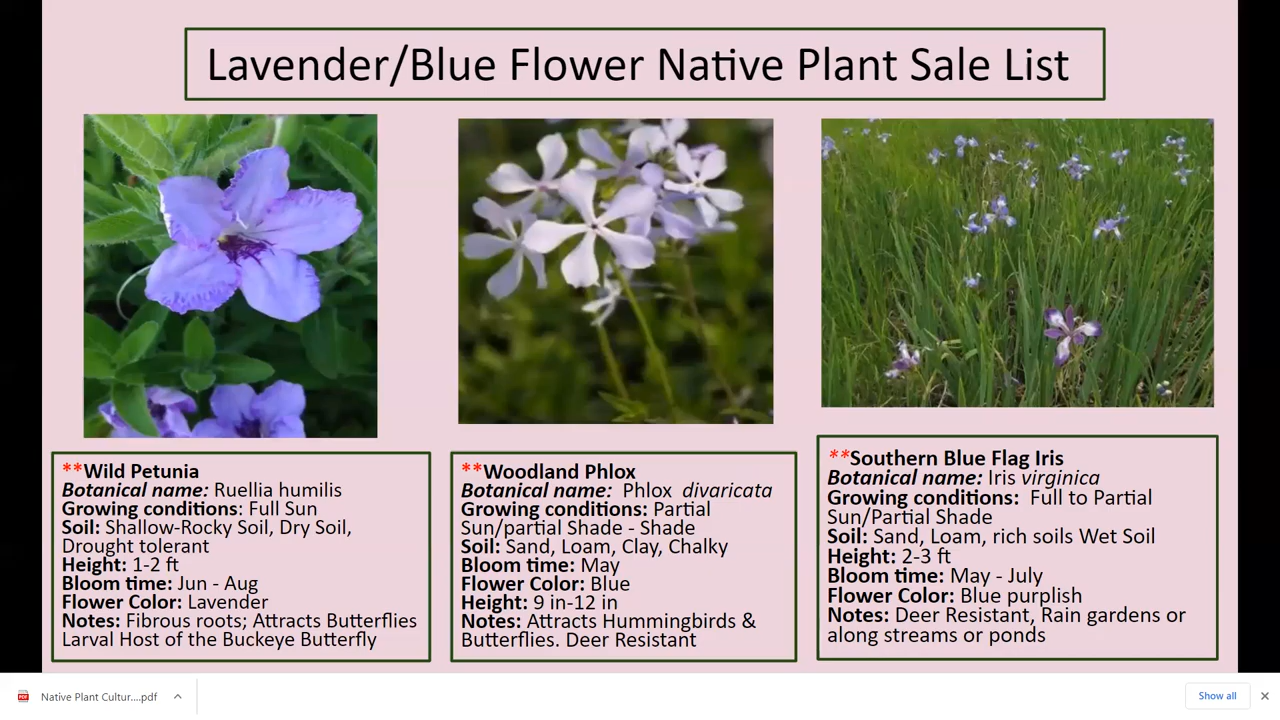 Lavender/Blue Flower Native Plant Sale List
**Wild Petunia
Botanical name: Ruellia humilis
Growing conditions: Full Sun
Soil: Shallow-Rocky Soil, Dry Soil,
Drought tolerant
Height: 1-2 ft
Bloom time: Jun - Aug
Flower Color: Lavender
Notes: Fibrous roots; Attracts Butterflies
Larval Host of the Buckeye Butterfly
**Woodland Phlox
Botanical name: Phlox divaricata
Growing conditions: Partial
Sun/partial Shade - Shade
Soil: Sand, Loam, Clay, Chalky
Bloom time: May
Flower Color: Blue
Height: 9 in-12 in
Notes: Attracts Hummingbirds &
Butterflies. Deer Resistant
**Southern Blue Flag Iris
Botanical name: Iris virginica
Growing conditions: Full to Partial
Sun/Partial Shade
Soil: Sand, Loam, rich soils Wet Soil
Height: 2-3 ft
Bloom time: May - July
Flower Color: Blue purplish
Notes: Deer Resistant, Rain gardens or
along streams or ponds
Native Plant Cultur....pdf
Show all